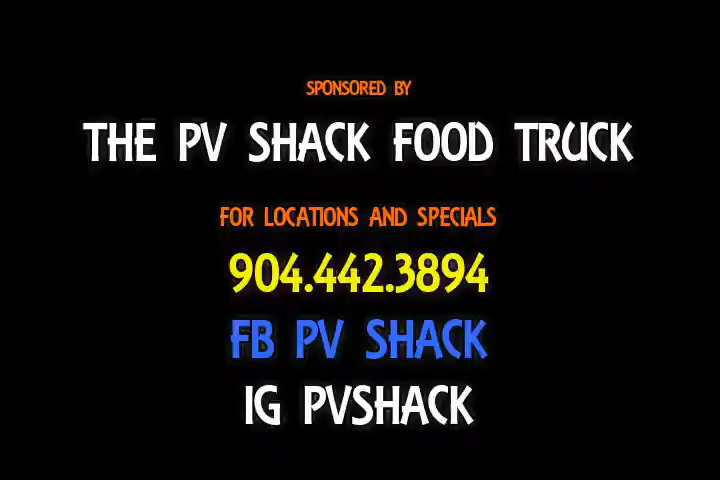 SPONSORED BY
THE PV SHACK FOOD TRUCK
FOR LOCATIONS AND SPECIALS
904.442.3894
FB PV SHACK
IG PVSHACK